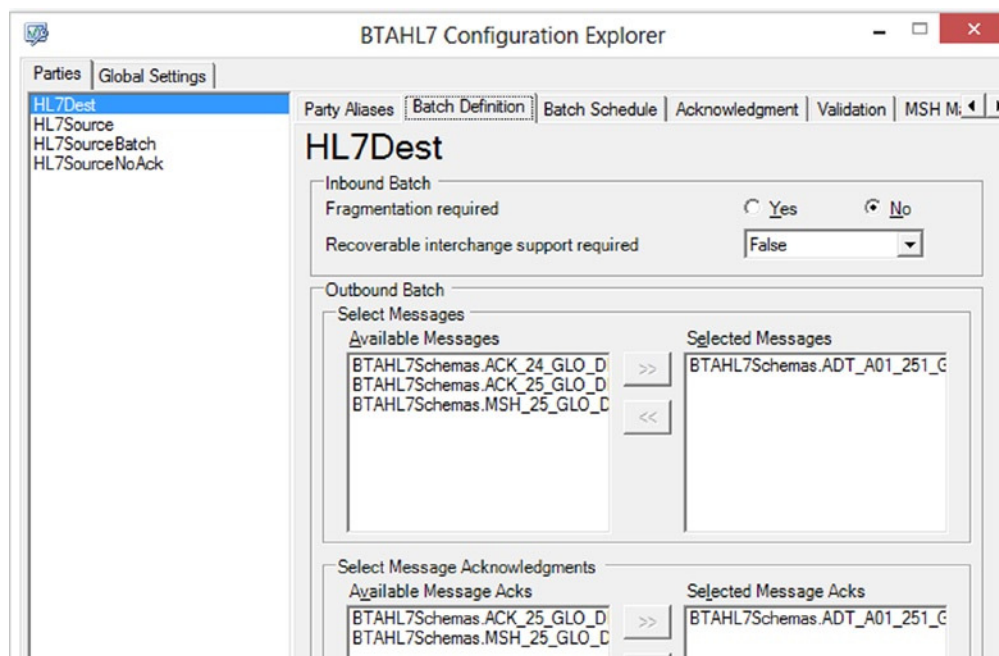 BTAHL7 Configuration Explorer
Parties Global Settings
HL7Dest
HL7Source
HL7SourceBatch
HL7SourceNoAck
Party Aliases Batch Definition Batch Schedule Acknowledgment Validation MSH
HL7Dest
Inbound Batch
Fragmentation required Yes No
Recoverable interchange support required False
Outbound Batch
Select Messages
Available Messages Selected Messages
BTAHL7Schemas.ACK_24_GLO_D BTAHL7Schemas.ADT_A01_251_G
BTAHL7Schemas.ACK_25_GLO_D
BTAHL7Schemas.MSH_25_GLO_D
>>
<<
Select Message Acknowledgments
Available Message Acks Selected Message Acks
BTAHL7Schemas.ACK_25_GLO_D >> BTAHL7Schemas.ADT_A01_251_G
BTAHL7Schemas.MSH_25_GLO_D